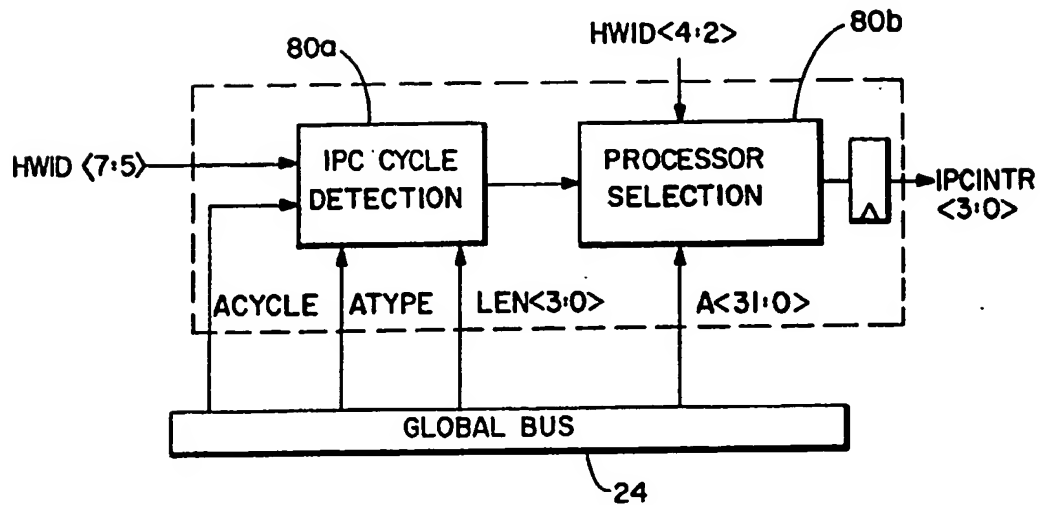 80a
HWID<4:2>
80b
HWID <7:5>
IPC CYCLE
DETECTION
PROCESSOR
SELECTION
IPCINTR
<3:0>
ACYCLE
ATYPE
LEN<3:0>
A<31:0>
GLOBAL BUS
24